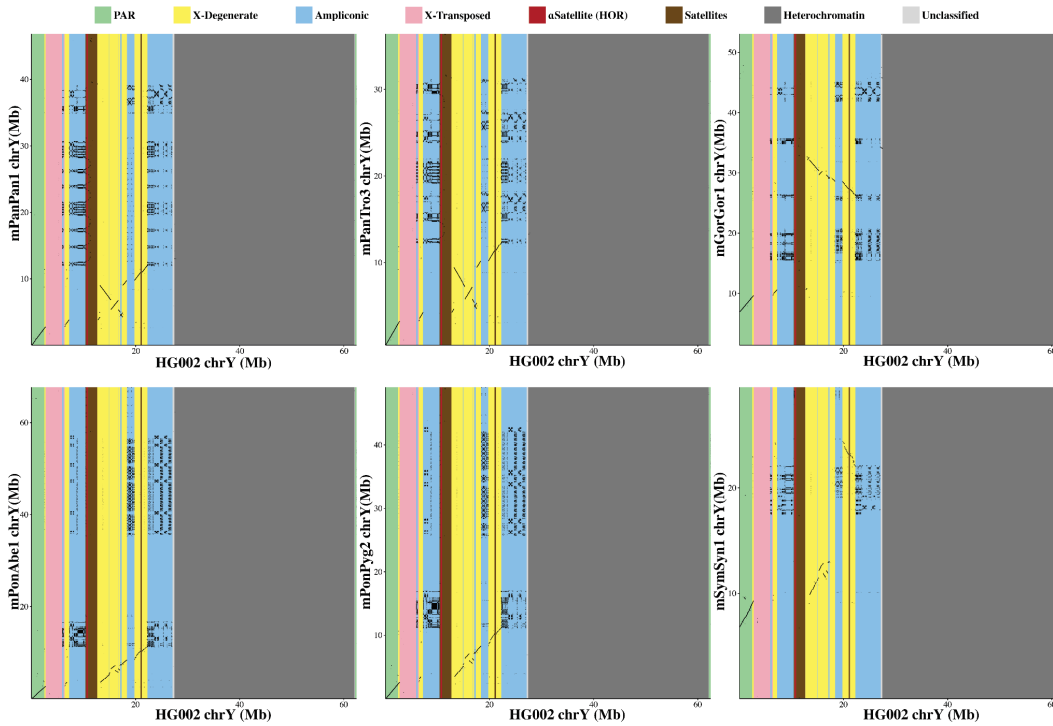 PAR X-Degenerate Ampliconic X-Transposed αSatellite (HOR) Satellites Heterochromatin Unclassified
mPanPan1 chrY(Mb)
40
30
20
10
20 40 60
HG002 chrY (Mb)
mPanTro3 chrY(Mb)
30
20
10
20 40 60
HG002 chrY (Mb)
mGorGor1 chrY(Mb)
50
40
30
20
10
20 40 60
HG002 chrY (Mb)
mPonAbe1 chrY(Mb)
60
40
20
20 40 60
HG002 chrY (Mb)
mPonPyg2 chrY(Mb)
40
30
20
10
20 40 60
HG002 chrY (Mb)
mSymSyn1 chrY(Mb)
20
10
20 40 60
HG002 chrY (Mb)